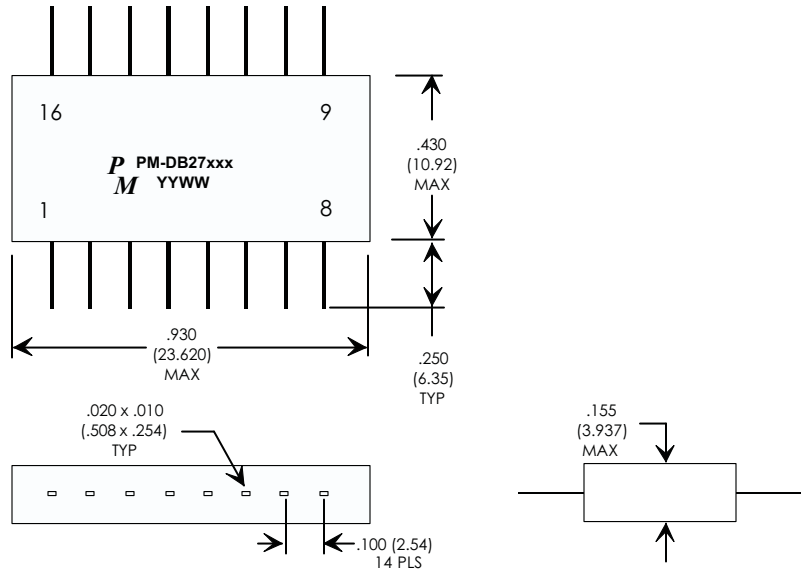 16 9
P PM-DB27xxx
M YYWW
1 8
.430
(10.92)
MAX
.930
(23.620)
MAX
.250
(6.35)
TYP
.020 x .010
(.508 x .254)
TYP
.155
(3.937)
MAX
.100 (2.54)
14 PLS